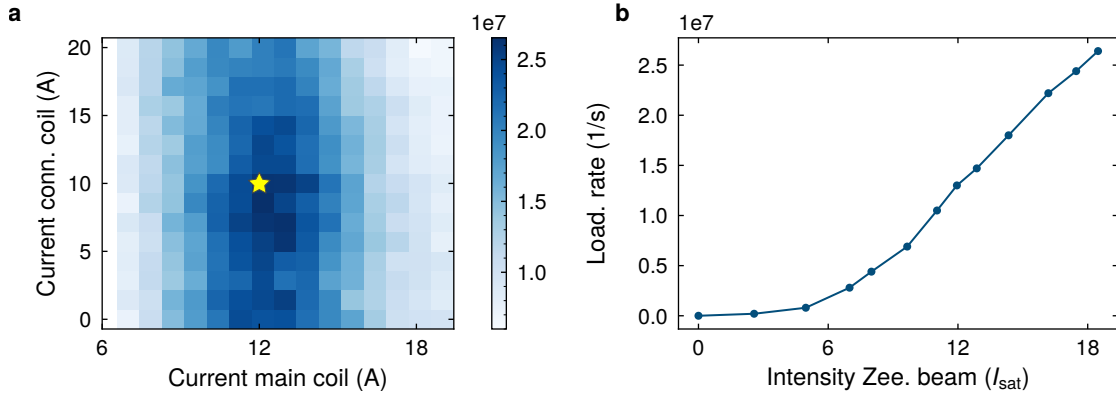 a
1e7
20
15
10
5
0
6
12
18
Current conn. coil (A)
Current main coil (A)
2.5
2.0
1.5
1.0
b
1e7
2.5
2.0
1.5
1.0
0.5
0.0
0
6
12
18
Load. rate (1/s)
Intensity Zee. beam (I_sat)